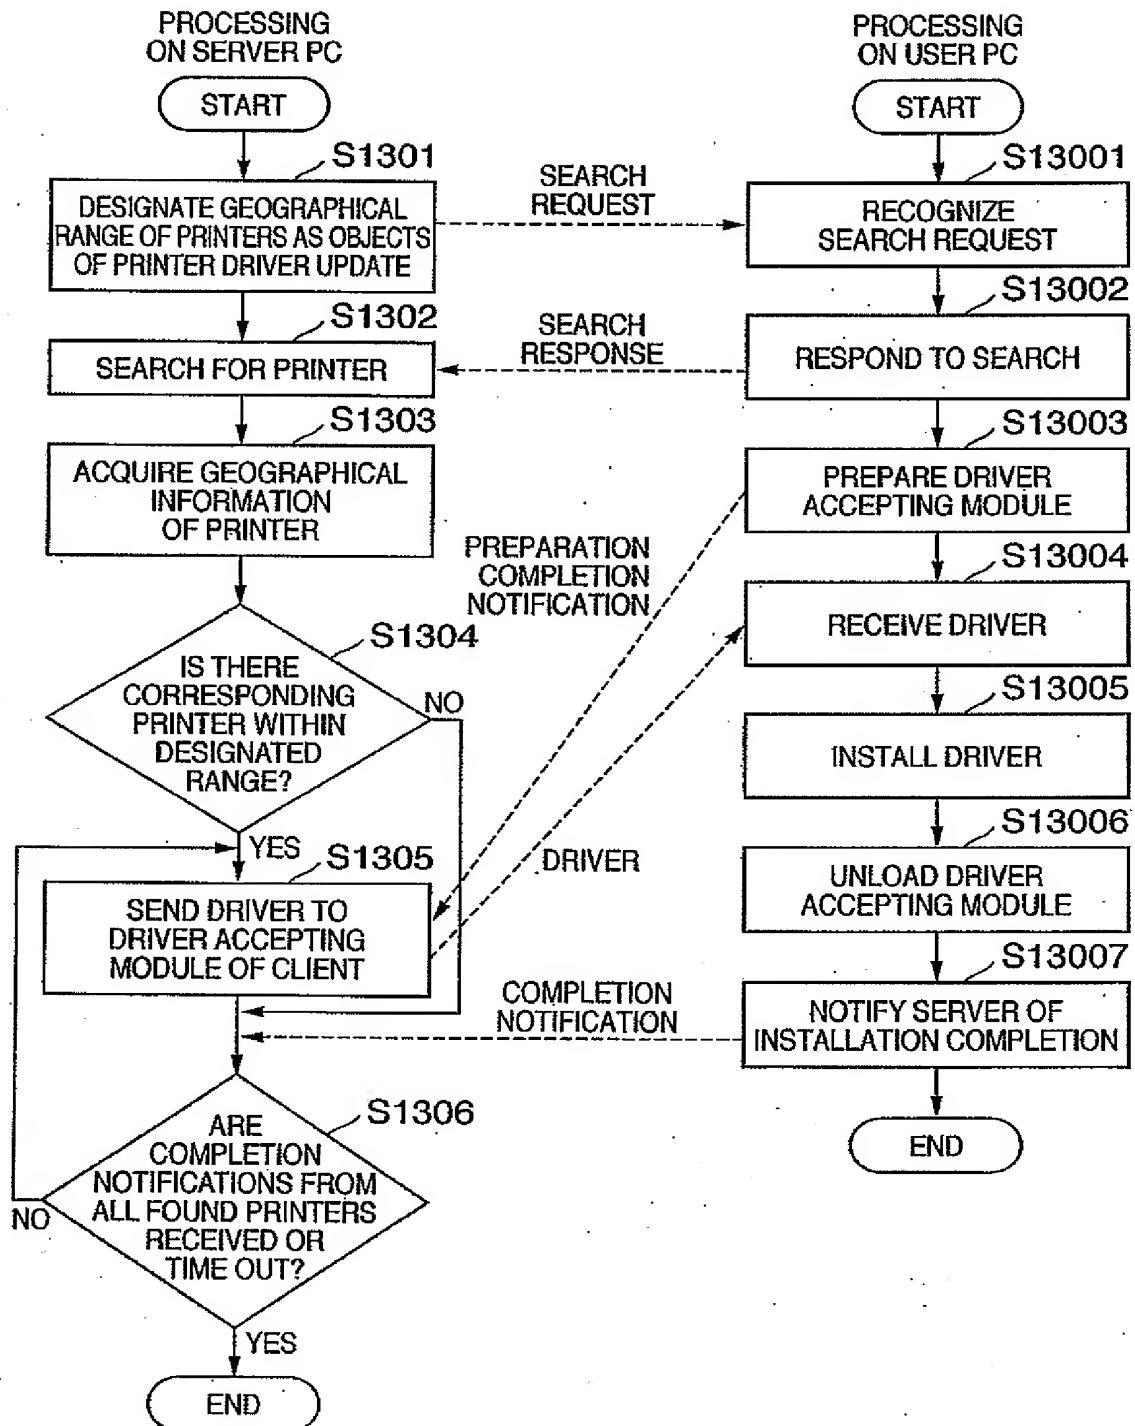 PROCESSING
ON SERVER PC
START
S1301
DESIGNATE GEOGRAPHICAL
RANGE OF PRINTERS AS OBJECTS
OF PRINTER DRIVER UPDATE
S1302
SEARCH FOR PRINTER
S1303
ACQUIRE GEOGRAPHICAL
INFORMATION
OF PRINTER
S1304
IS THERE
CORRESPONDING
PRINTER WITHIN
DESIGNATED
RANGE?
NO
YES
S1305
SEND DRIVER TO
DRIVER ACCEPTING
MODULE OF CLIENT
S1306
ARE
COMPLETION
NOTIFICATIONS FROM
ALL FOUND PRINTERS
RECEIVED OR
TIME OUT?
NO
YES
END
SEARCH
REQUEST
SEARCH
RESPONSE
PREPARATION
COMPLETION
NOTIFICATION
DRIVER
COMPLETION
NOTIFICATION
PROCESSING
ON USER PC
START
S13001
RECOGNIZE
SEARCH REQUEST
S13002
RESPOND TO SEARCH
S13003
PREPARE DRIVER
ACCEPTING MODULE
S13004
RECEIVE DRIVER
S13005
INSTALL DRIVER
S13006
UNLOAD DRIVER
ACCEPTING MODULE
S13007
NOTIFY SERVER OF
INSTALLATION COMPLETION
END